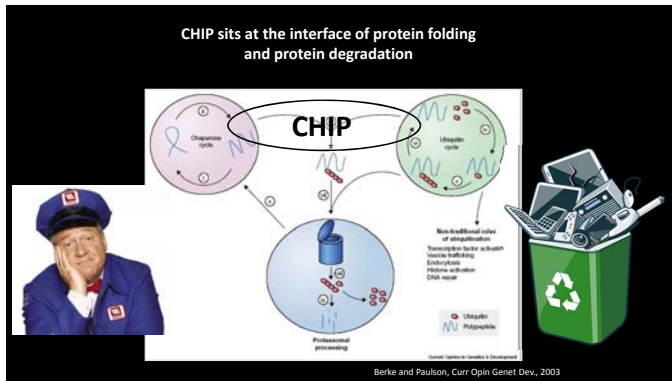 CHIP sits at the interface of protein folding
and protein degradation
CHIP
Chaperone
cycle
Ubiquitin
cycle
Non-traditional roles
of ubiquitination
Transcription factor activation
Vesicle trafficking
Endocytosis
Histone activation
DNA repair
Proteasomal
processing
Ubiquitin
Polypeptide
Current Opinion in Genetics & Development
Berke and Paulson, Curr Opin Genet Dev., 2003